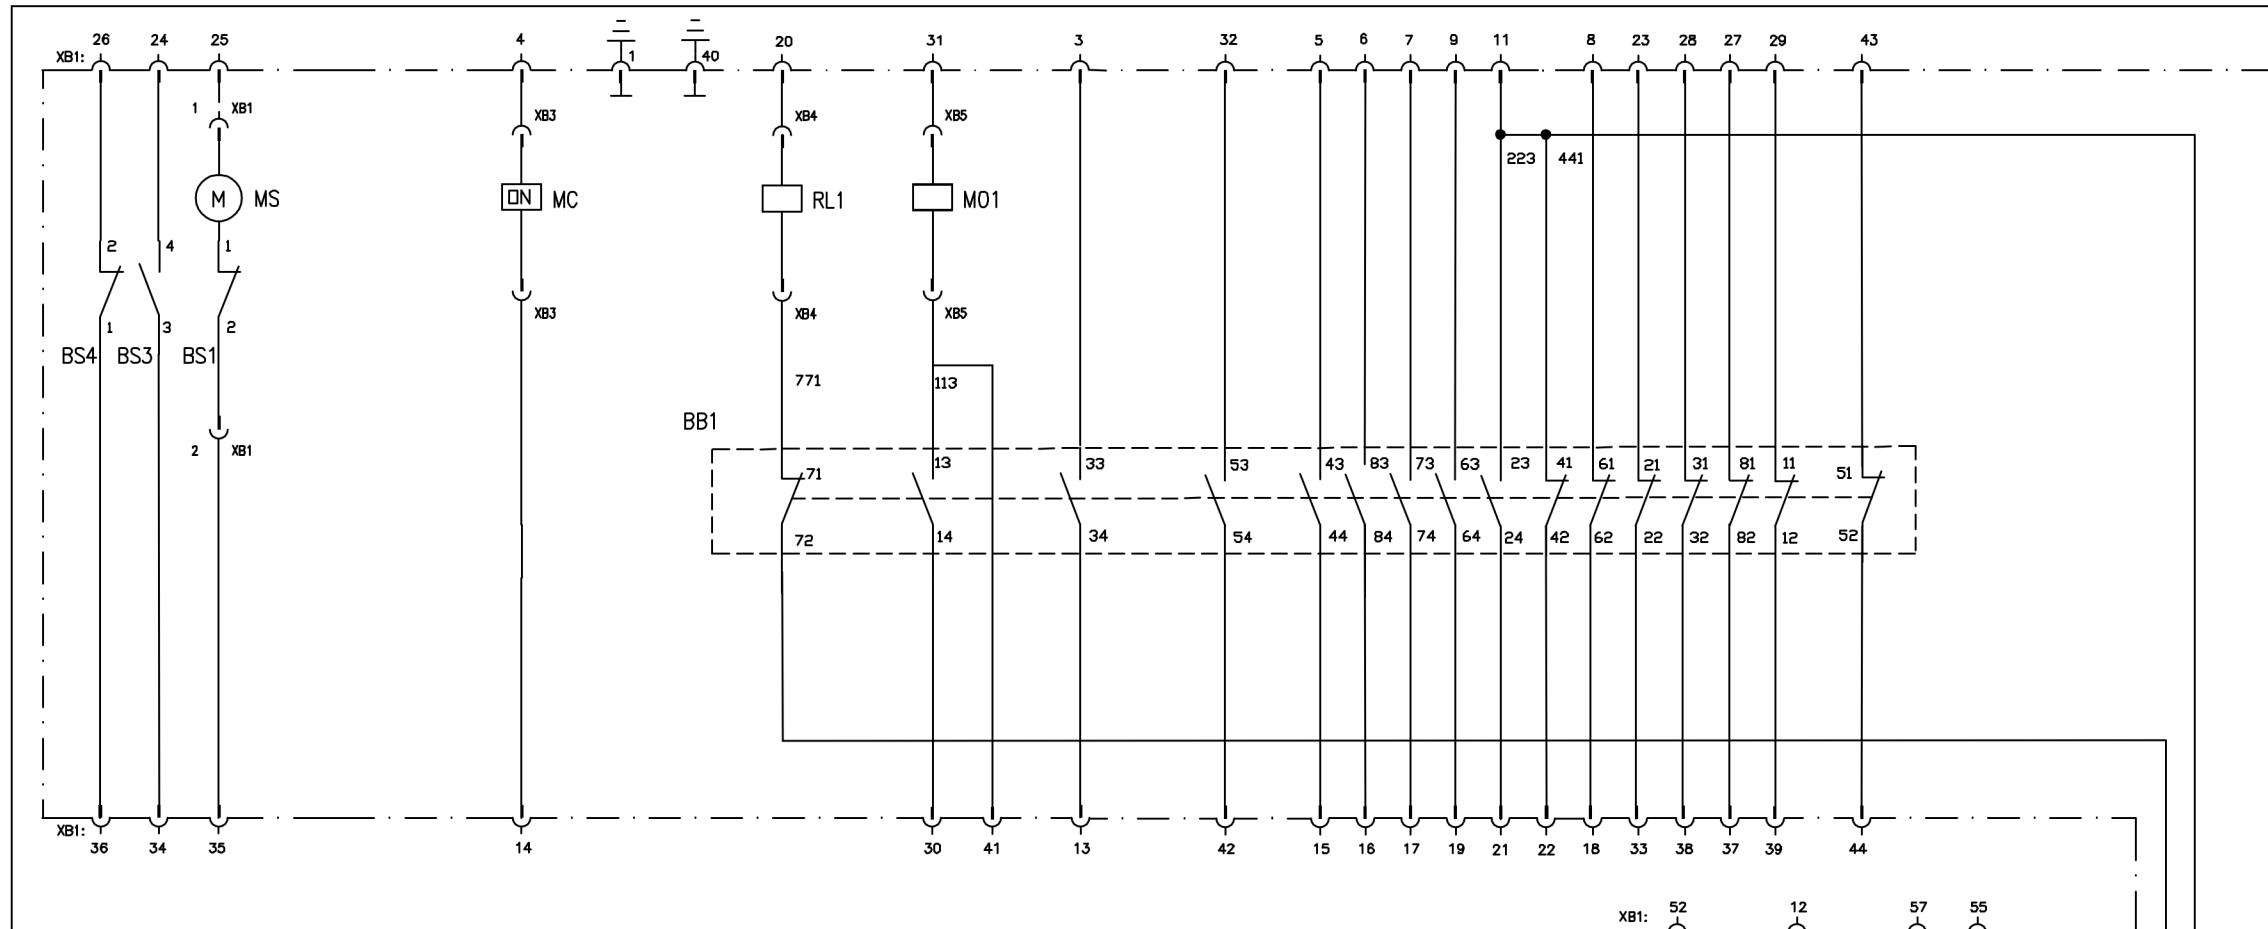 26 24 25 4 20 31 3 32 5 6 7 9 11 8 23 28 27 29 43
XB1: 1 40
1 XB1 XB3 XB4 XB5
223 441
M MS ON MC RL1 MO1
2 4 1
1 3 2 XB3 XB4 XB5
BS4 BS3 BS1
771 113
BB1
2 XB1
71 13 33 53 43 83 73 63 23 41 61 21 31 81 11 51
72 14 34 54 44 84 74 64 24 42 62 22 32 82 12 52
XB1:
36 34 35 14 30 41 13 42 15 16 17 19 21 22 18 33 38 37 39 44
XB1: 52 12 57 55